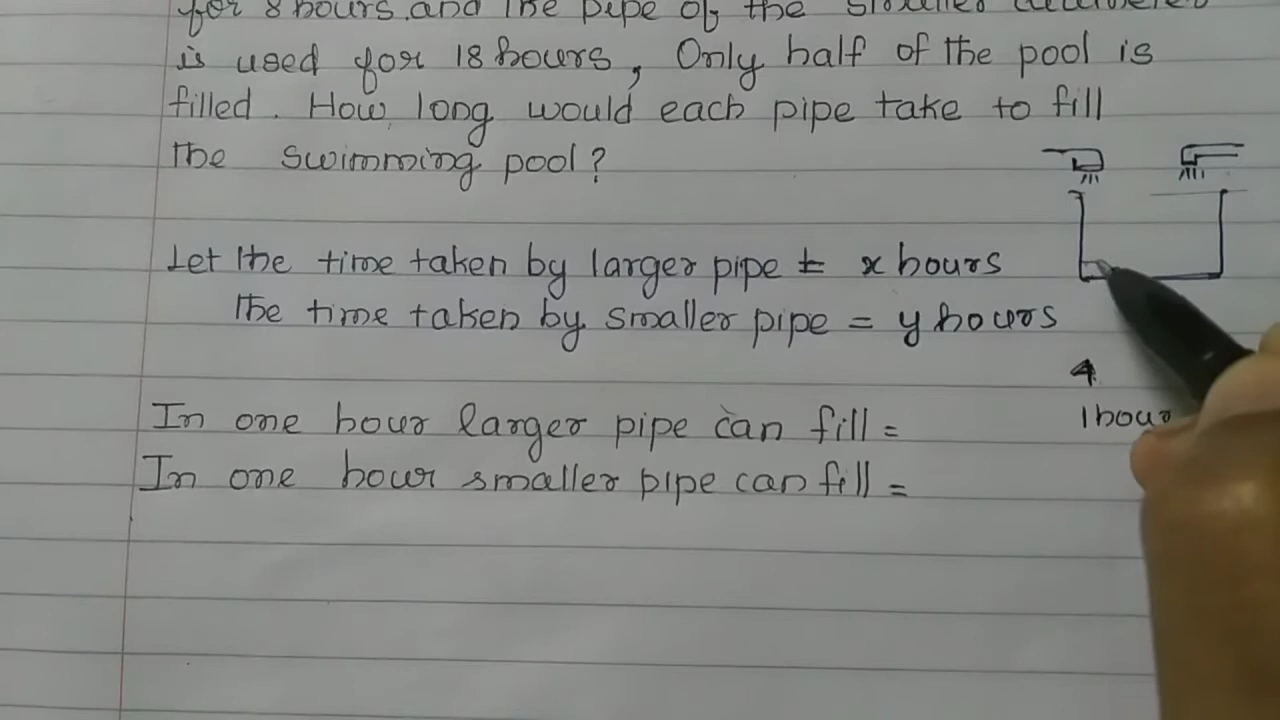 for 8 hours and the pipe of the smaller diameter
is used for 18 hours, Only half of the pool is
filled. How long would each pipe take to fill
the swimming pool?
Let the time taken by larger pipe = x hours
the time taken by smaller pipe = y hours
4
1 hour
In one hour larger pipe can fill =
In one hour smaller pipe can fill =